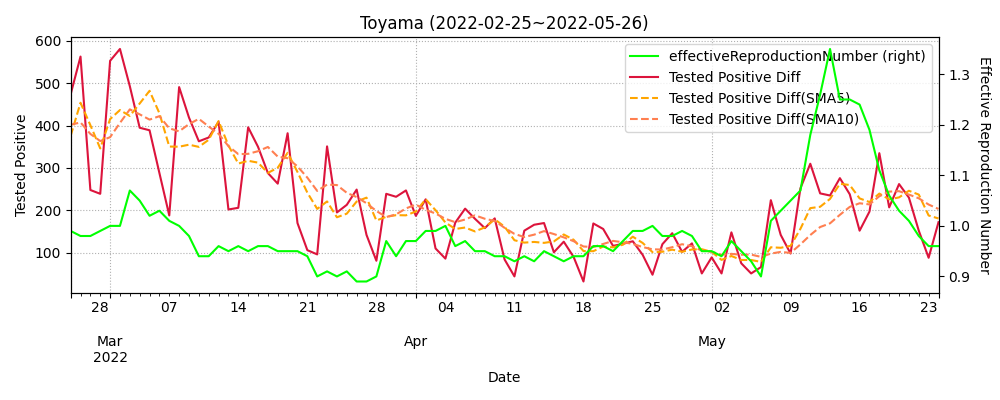 Toyama (2022-02-25~2022-05-26)
600
500
400
300
200
100
Tested Positive
effectiveReproductionNumber (right)
Tested Positive Diff
Tested Positive Diff(SMA5)
Tested Positive Diff(SMA10)
1.3
1.2
1.1
1.0
0.9
Effective Reproduction Number
28 07 14 21 28 04 11 18 25 02 09 16 23
Mar Apr May
2022
Date